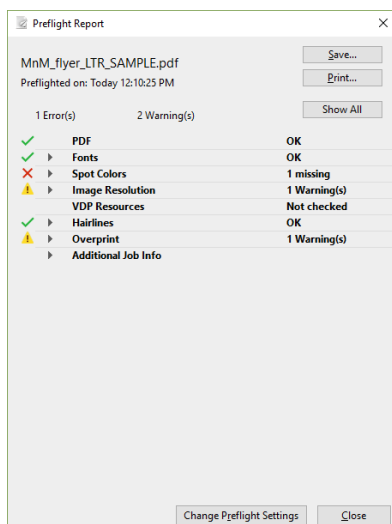 Preflight Report
MnM_flyer_LTR_SAMPLE.pdf
Save...
Preflighted on: Today 12:10:25 PM
Print...
1 Error(s) 2 Warning(s)
Show All
PDF OK
Fonts OK
Spot Colors 1 missing
Image Resolution 1 Warning(s)
VDP Resources Not checked
Hairlines OK
Overprint 1 Warning(s)
Additional Job Info
Change Preflight Settings Close